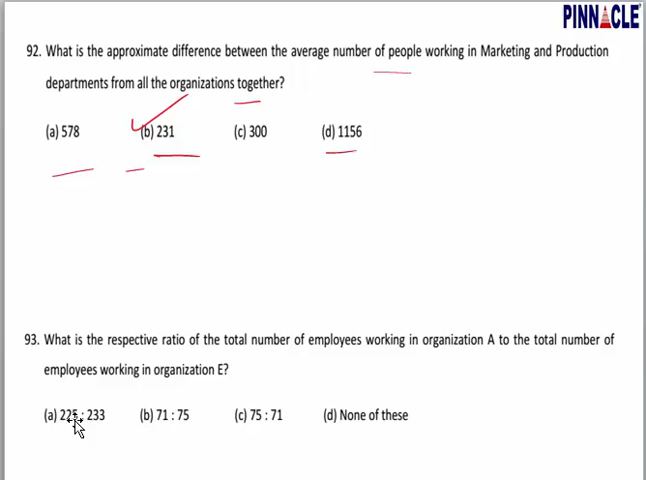 PINNACLE
92. What is the approximate difference between the average number of people working in Marketing and Production
departments from all the organizations together?
(a) 578 (b) 231 (c) 300 (d) 1156
93. What is the respective ratio of the total number of employees working in organization A to the total number of
employees working in organization E?
(a) 225 : 233 (b) 71 : 75 (c) 75 : 71 (d) None of these